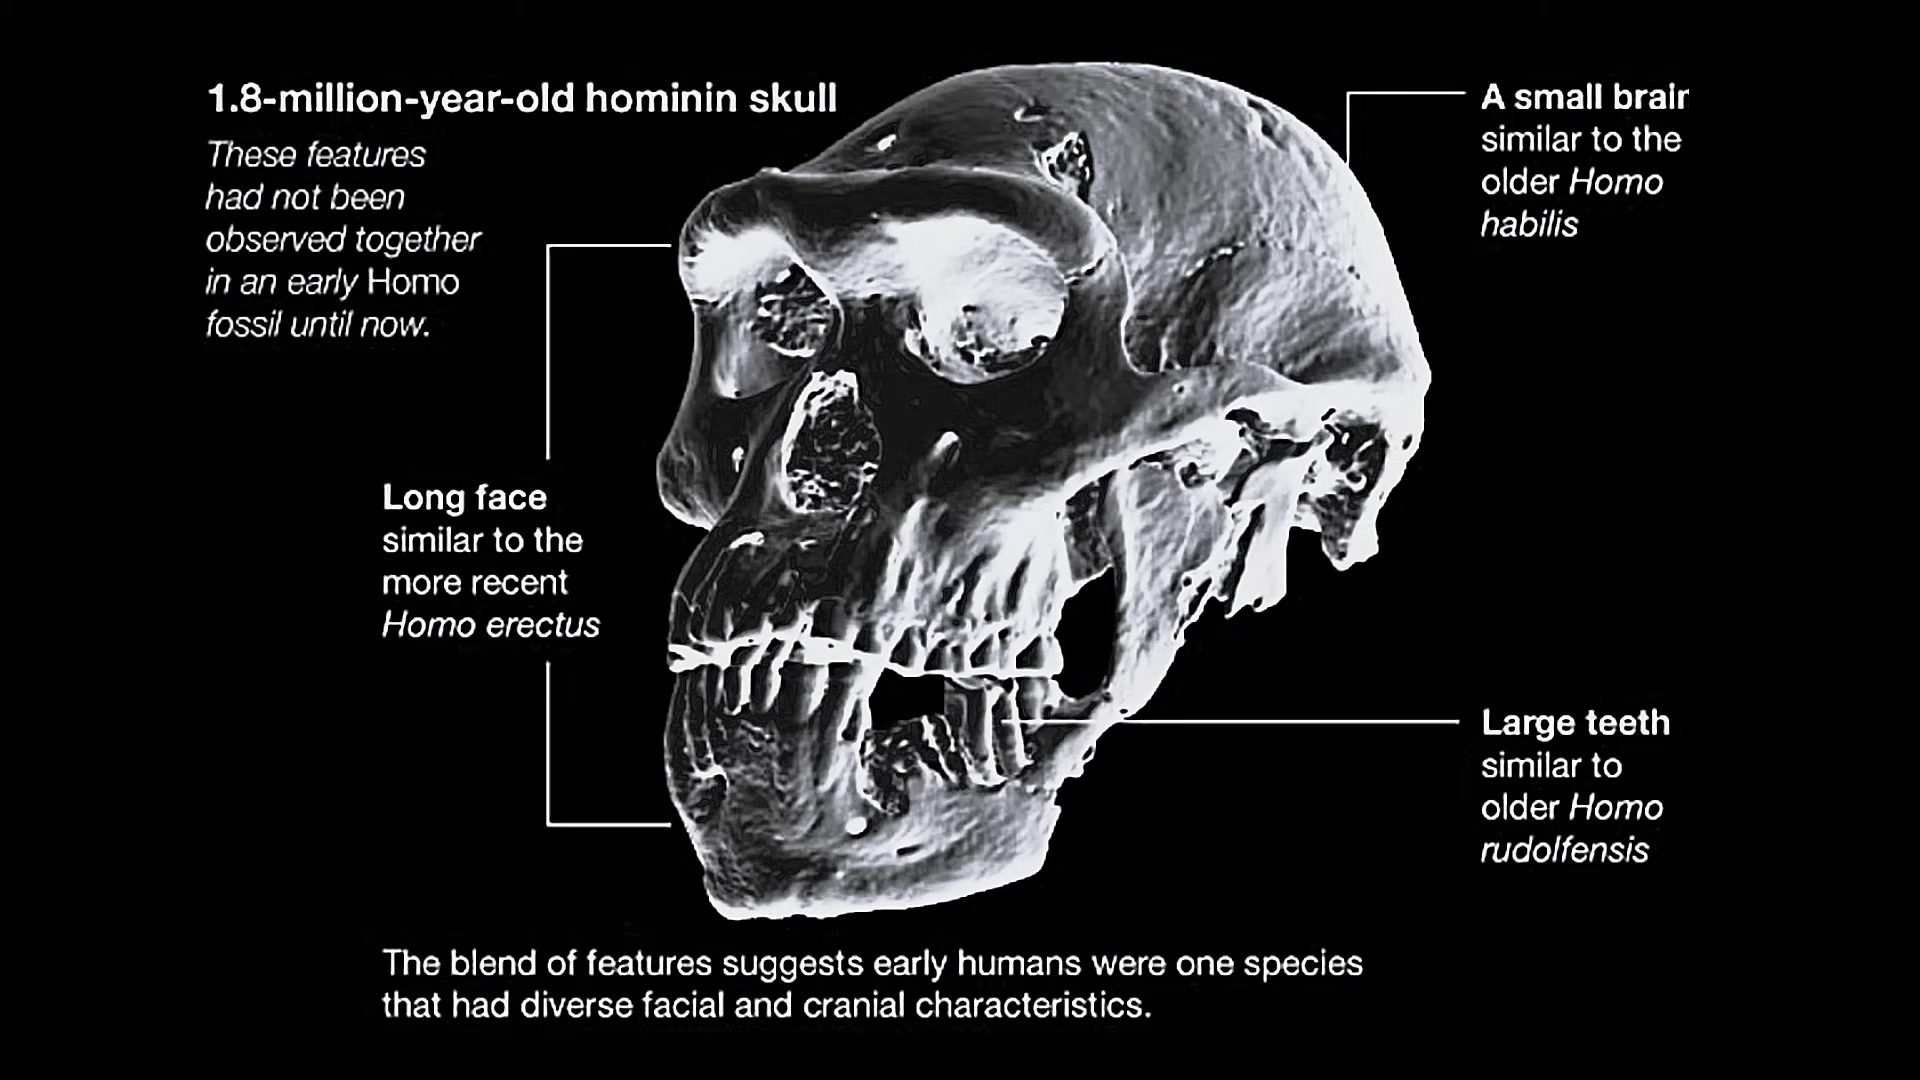 1.8-million-year-old hominin skull
These features
had not been
observed together
in an early Homo
fossil until now.
A small brain
similar to the
older Homo
habilis
Long face
similar to the
more recent
Homo erectus
Large teeth
similar to
older Homo
rudolfensis
The blend of features suggests early humans were one species
that had diverse facial and cranial characteristics.